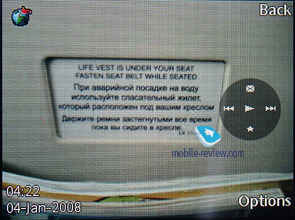 Back
LIFE VEST IS UNDER YOUR SEAT
FASTEN SEAT BELT WHILE SEATED
При аварийной посадке на воду
используйте спасательный жилет,
который расположен под вашим креслом
Держите ремни застегнутыми все время
пока вы сидите в кресле.
mobile-review.com
04:22
04-Jan-2008
Options